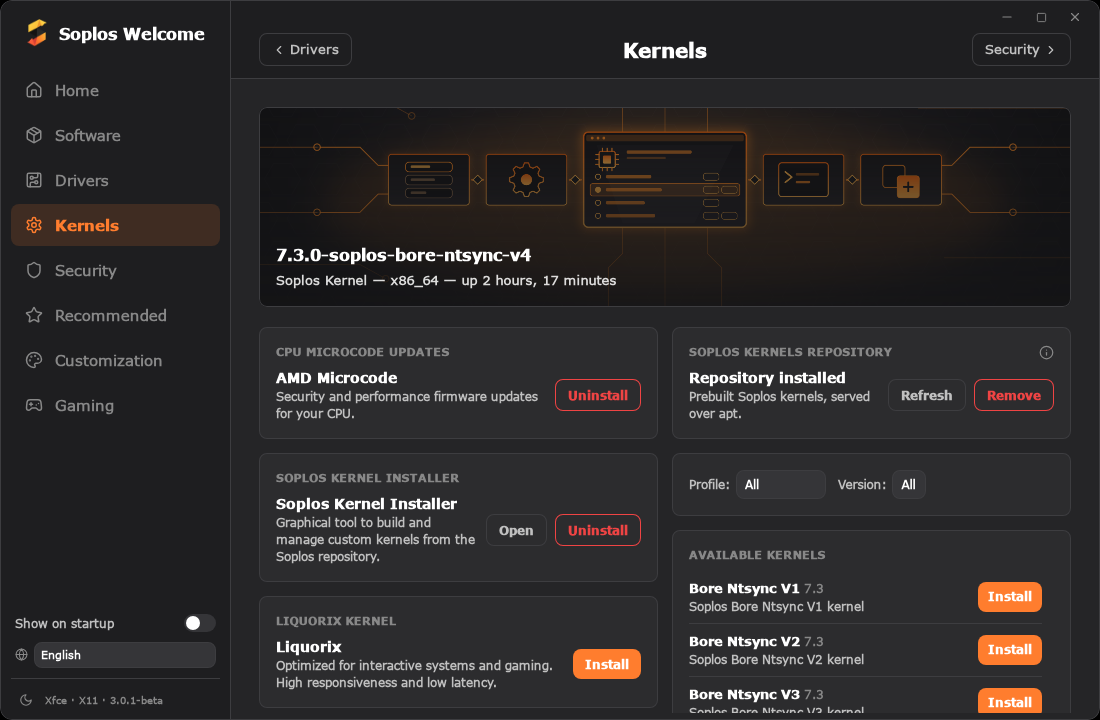 Soplos Welcome
Home
Software
Drivers
Kernels
Security
Recommended
Customization
Gaming
Show on startup
English
Xfce · X11 · 3.0.1-beta
Drivers
Kernels
Security
7.3.0-soplos-bore-ntsync-v4
Soplos Kernel — x86_64 — up 2 hours, 17 minutes
CPU MICROCODE UPDATES
AMD Microcode
Security and performance firmware updates
for your CPU.
Uninstall
SOPLOS KERNEL INSTALLER
Soplos Kernel Installer
Graphical tool to build and
manage custom kernels from the
Soplos repository.
Open
Uninstall
LIQUORIX KERNEL
Liquorix
Optimized for interactive systems and gaming.
High responsiveness and low latency.
Install
SOPLOS KERNELS REPOSITORY
Repository installed
Prebuilt Soplos kernels, served
over apt.
Refresh
Remove
Profile: All Version: All
AVAILABLE KERNELS
Bore Ntsync V1 7.3
Soplos Bore Ntsync V1 kernel
Install
Bore Ntsync V2 7.3
Soplos Bore Ntsync V2 kernel
Install
Bore Ntsync V3 7.3
Soplos Bore Ntsync V3 kernel
Install